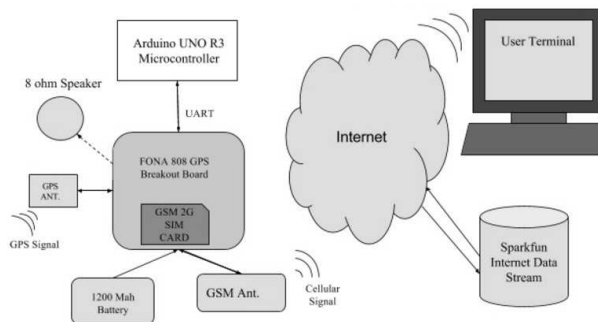 Arduino UNO R3
Microcontroller
User Terminal
8 ohm Speaker
UART
Internet
FONA 808 GPS
Breakout Board
GPS
ANT.
GSM 2G
SIM
CARD
GPS Signal
Sparkfun
Internet Data
Stream
1200 Mah
Battery
GSM Ant.
Cellular
Signal